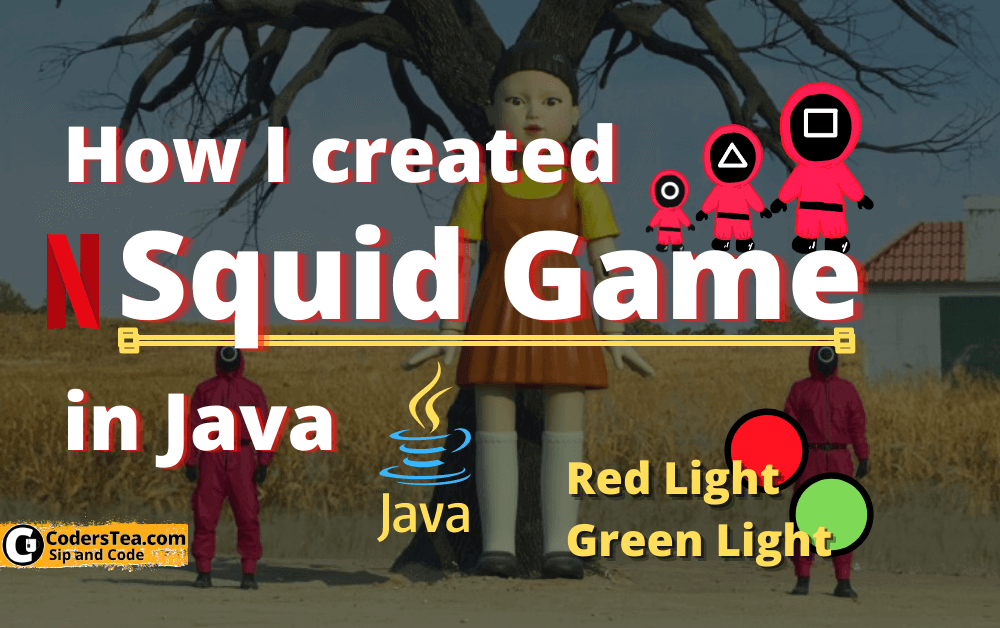 How I created
N Squid Game
in Java
Java
Red Light
Green Light
CodersTea.com
Sip and Code